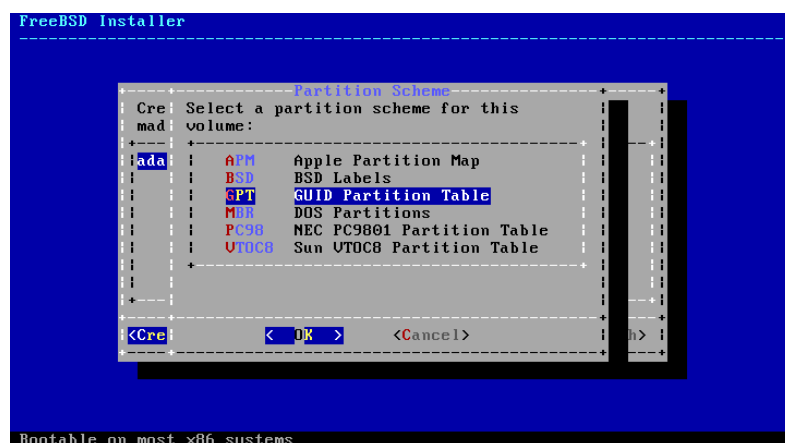 FreeBSD Installer
Partition Scheme
Cre Select a partition scheme for this
mad volume:
ada APM Apple Partition Map
BSD BSD Labels
GPT GUID Partition Table
MBR DOS Partitions
PC98 NEC PC9801 Partition Table
VTOC8 Sun VTOC8 Partition Table
<Cre < OK > <Cancel> h>
Bootable on most x86 systems